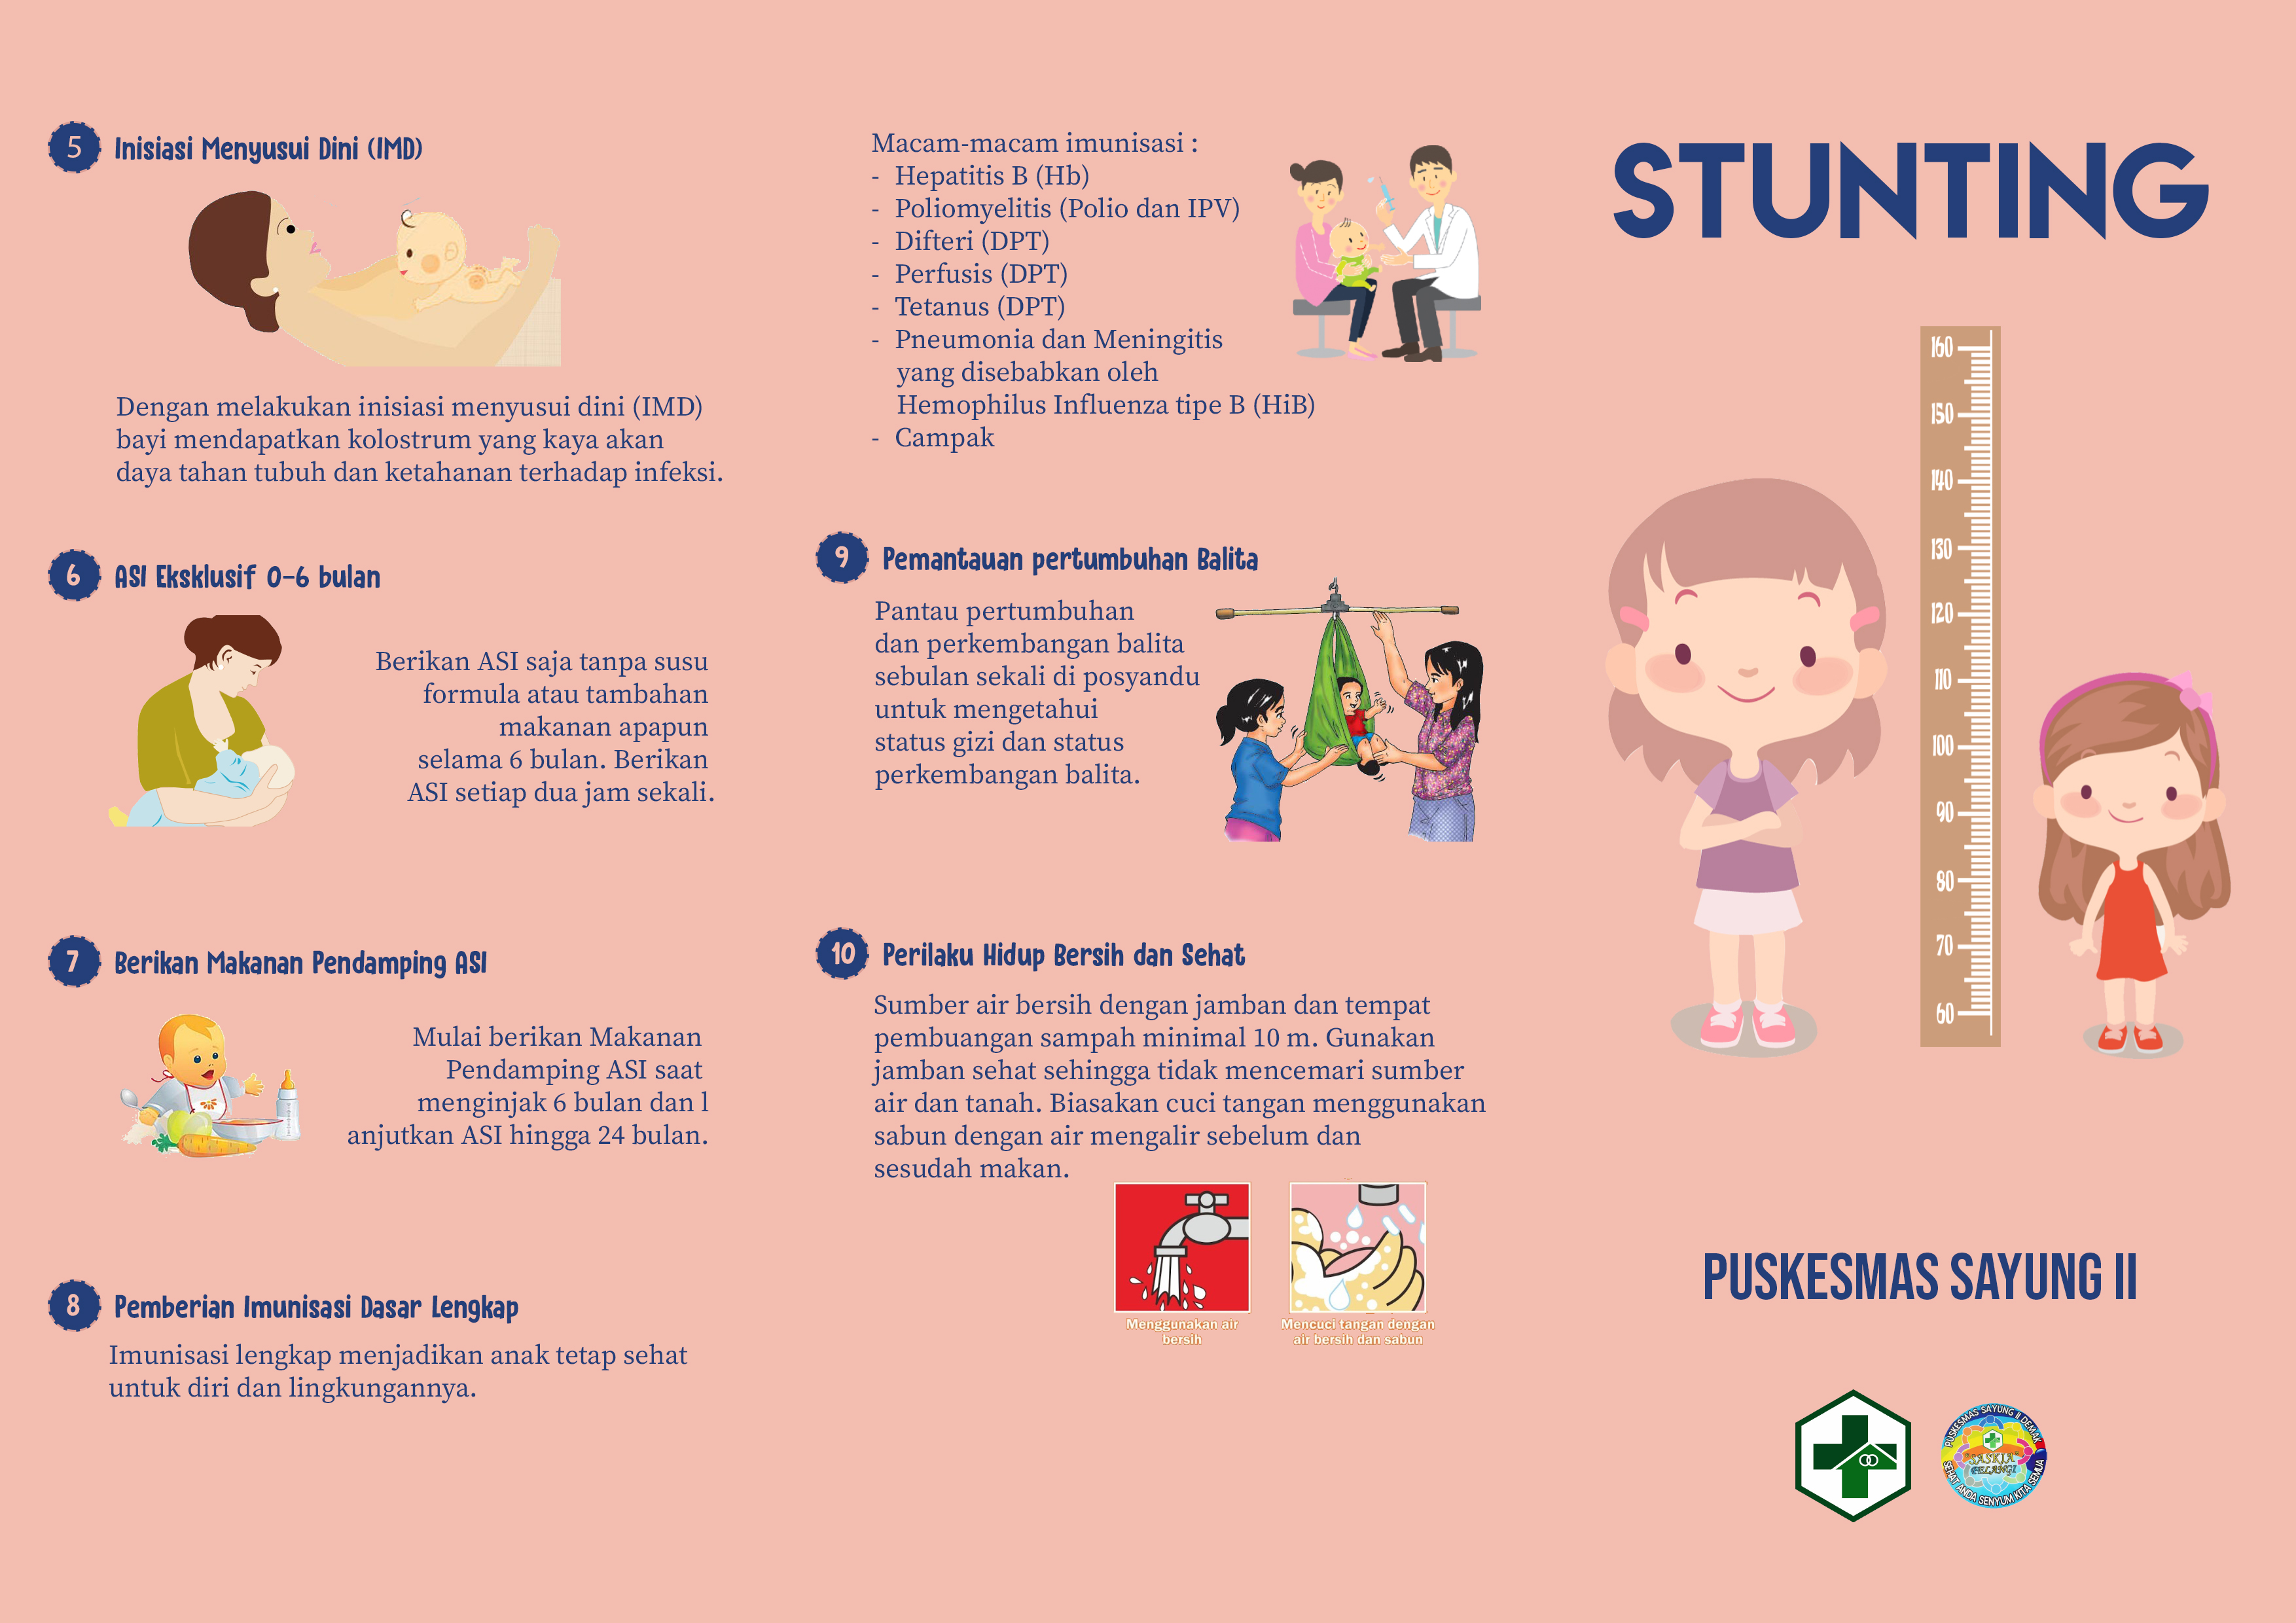 5 Inisiasi Menyusui Dini (IMD)
Dengan melakukan inisiasi menyusui dini (IMD)
bayi mendapatkan kolostrum yang kaya akan
daya tahan tubuh dan ketahanan terhadap infeksi.
6 ASI Eksklusif 0-6 bulan
Berikan ASI saja tanpa susu
formula atau tambahan
makanan apapun
selama 6 bulan. Berikan
ASI setiap dua jam sekali.
7 Berikan Makanan Pendamping ASI
Mulai berikan Makanan
Pendamping ASI saat
menginjak 6 bulan dan l
anjutkan ASI hingga 24 bulan.
8 Pemberian Imunisasi Dasar Lengkap
Imunisasi lengkap menjadikan anak tetap sehat
untuk diri dan lingkungannya.
Macam-macam imunisasi :
- Hepatitis B (Hb)
- Poliomyelitis (Polio dan IPV)
- Difteri (DPT)
- Perfusis (DPT)
- Tetanus (DPT)
- Pneumonia dan Meningitis
yang disebabkan oleh
Hemophilus Influenza tipe B (HiB)
- Campak
9 Pemantauan pertumbuhan Balita
Pantau pertumbuhan
dan perkembangan balita
sebulan sekali di posyandu
untuk mengetahui
status gizi dan status
perkembangan balita.
10 Perilaku Hidup Bersih dan Sehat
Sumber air bersih dengan jamban dan tempat
pembuangan sampah minimal 10 m. Gunakan
jamban sehat sehingga tidak mencemari sumber
air dan tanah. Biasakan cuci tangan menggunakan
sabun dengan air mengalir sebelum dan
sesudah makan.
Menggunakan air
bersih
Mencuci tangan dengan
air bersih dan sabun
STUNTING
160
150
140
130
120
110
100
90
80
70
60
PUSKESMAS SAYUNG II
PUSKESMAS SAYUNG II DEMAK
SEHAT ANDA SENYUM KITA SEMUA